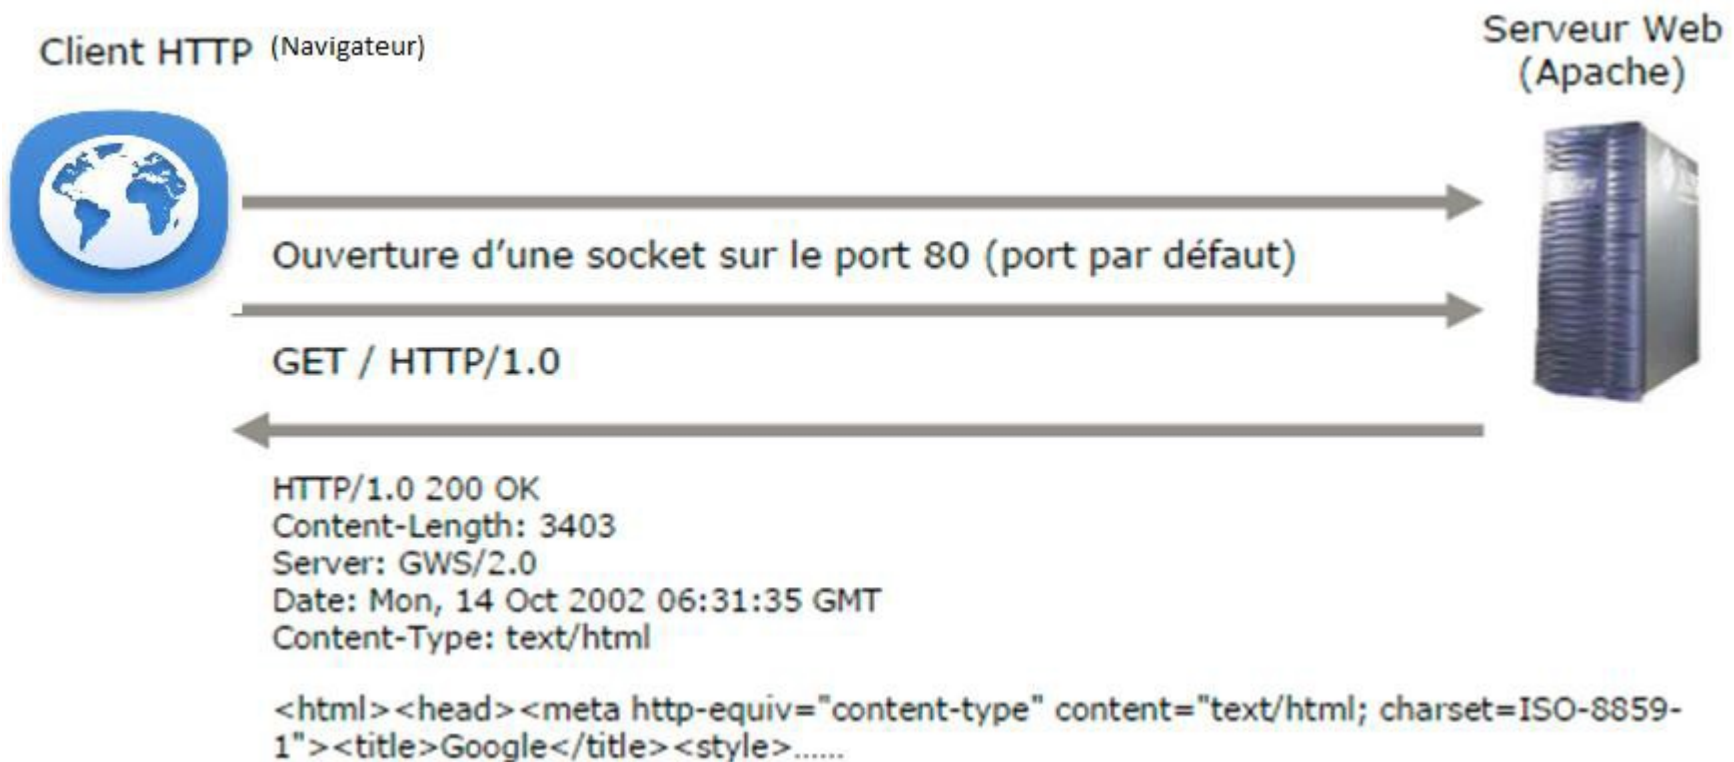 Client HTTP (Navigateur)
Serveur Web
(Apache)
Ouverture d'une socket sur le port 80 (port par défaut)
GET / HTTP/1.0
HTTP/1.0 200 OK
Content-Length: 3403
Server: GWS/2.0
Date: Mon, 14 Oct 2002 06:31:35 GMT
Content-Type: text/html
<html><head><meta http-equiv="content-type" content="text/html; charset=ISO-8859-
1"><title>Google</title><style>......